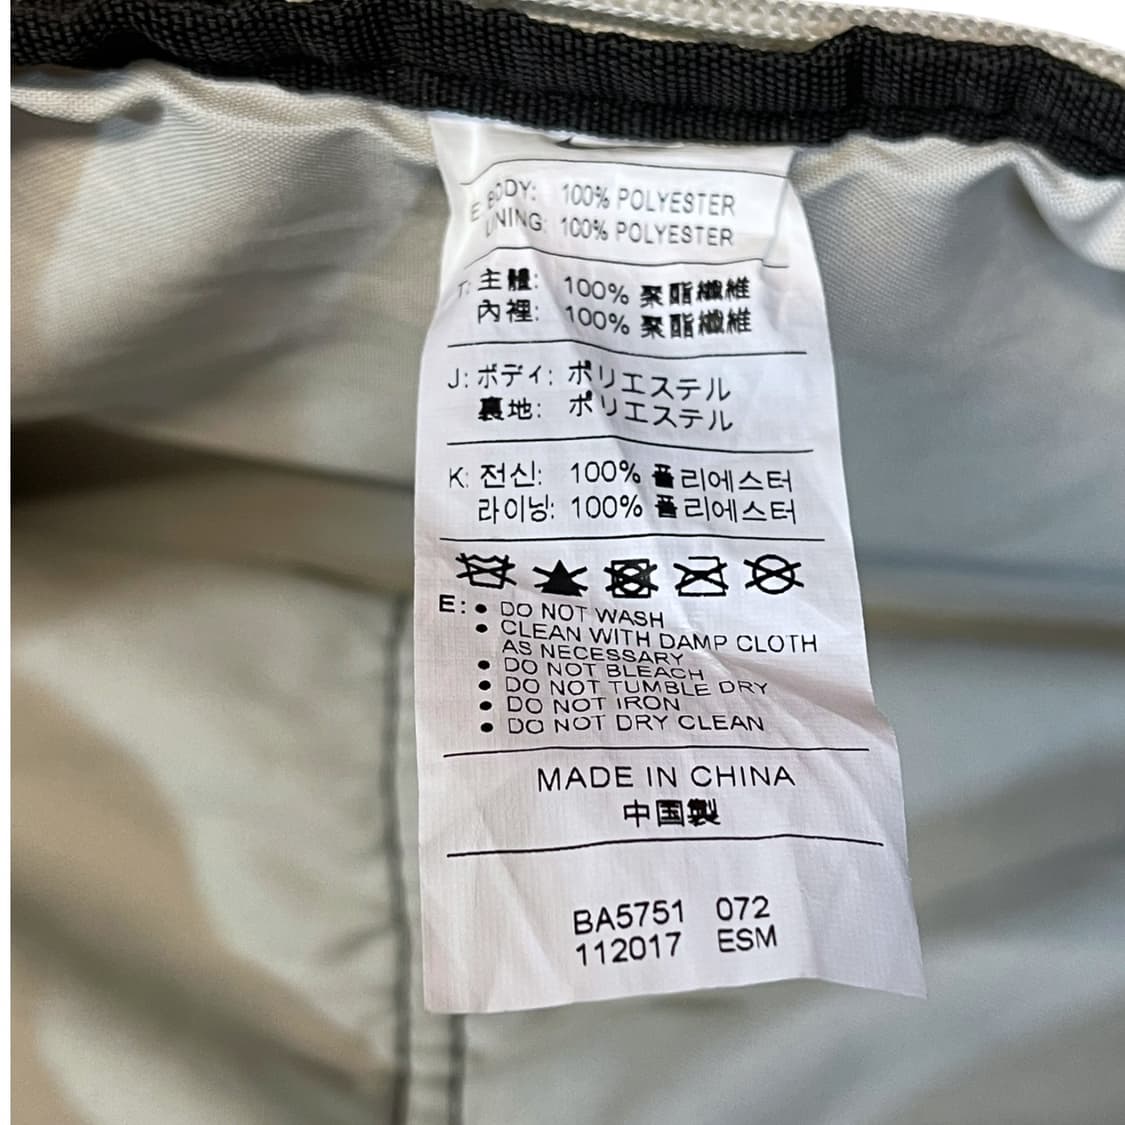 E BODY: 100% POLYESTER
LINING: 100% POLYESTER
T: 主體: 100% 聚酯纖維
內裡: 100% 聚酯纖維
J: ボディ: ポリエステル
裏地: ポリエステル
K: 전신: 100% 폴리에스터
라이닝: 100% 폴리에스터
E: • DO NOT WASH
• CLEAN WITH DAMP CLOTH
AS NECESSARY
• DO NOT BLEACH
• DO NOT TUMBLE DRY
• DO NOT IRON
• DO NOT DRY CLEAN
MADE IN CHINA
中国製
BA5751 072
112017 ESM